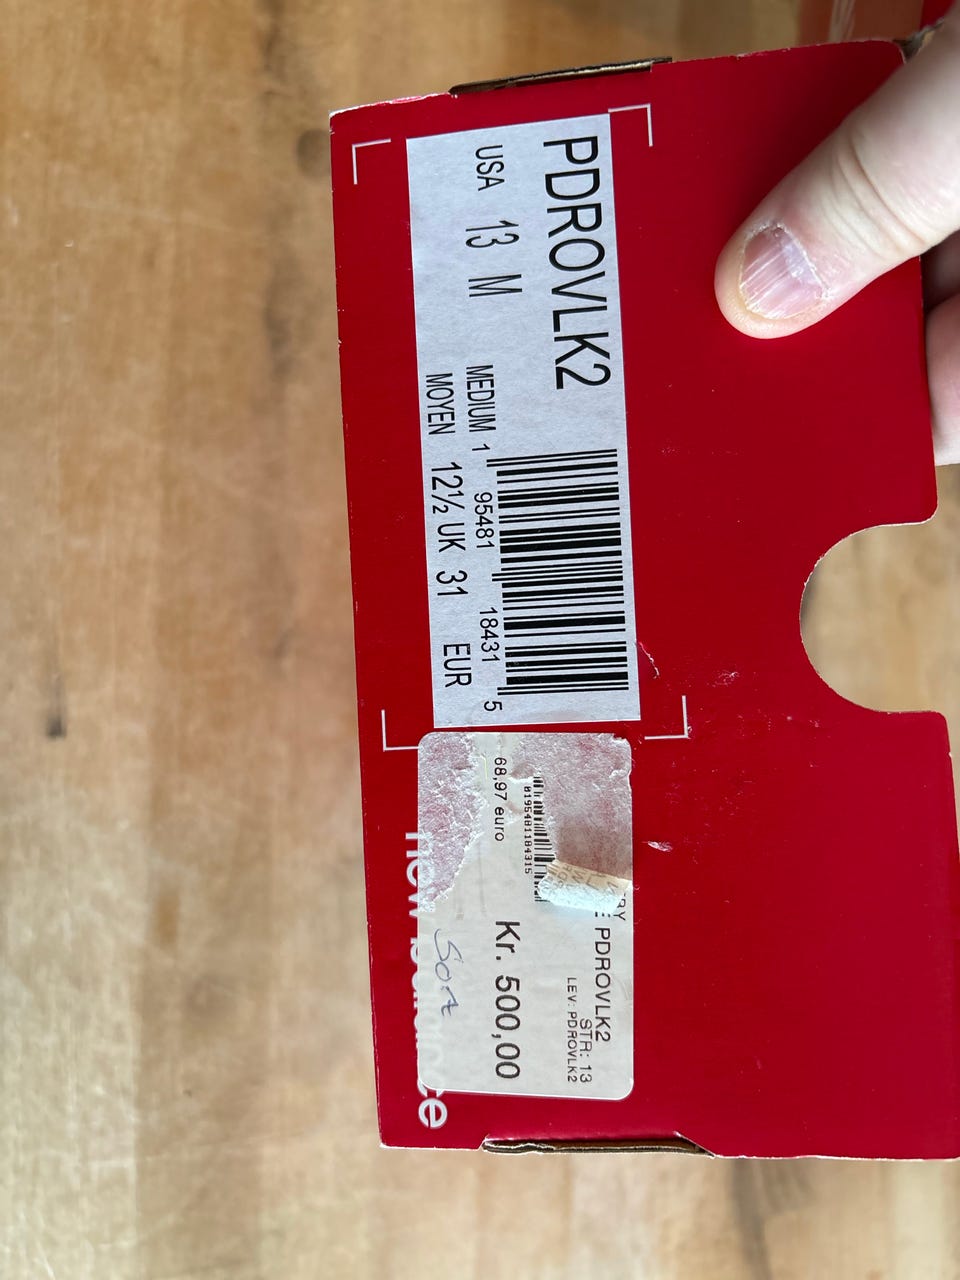 PDROVLK2
USA 13 M
MEDIUM
MOYEN 12½ UK 31 EUR
1 95481 18431 5
PDROVLK2
STR: 13
LEV: PDROVLK2
0195481184315
68,97 euro
Kr. 500,00
Sort